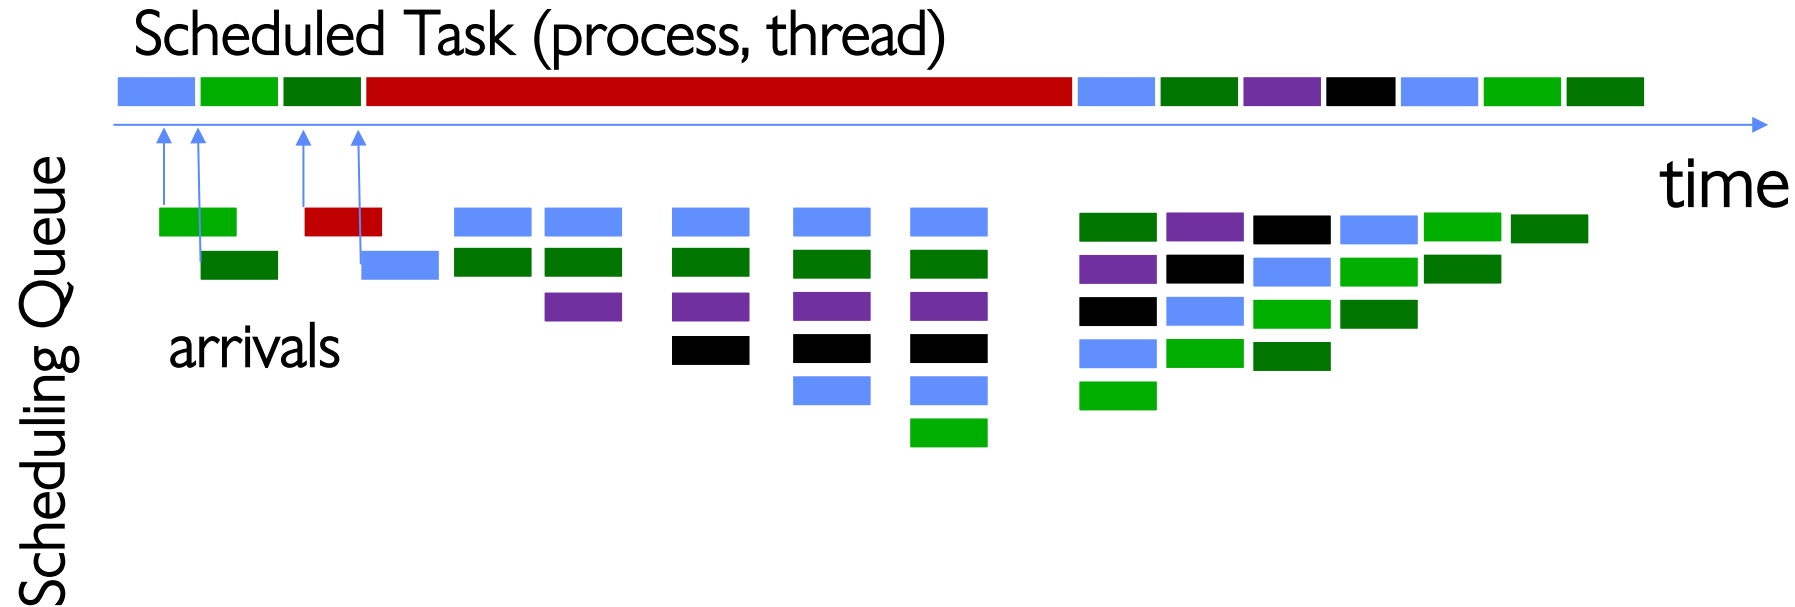 Scheduled Task (process, thread)
time
Scheduling Queue
arrivals